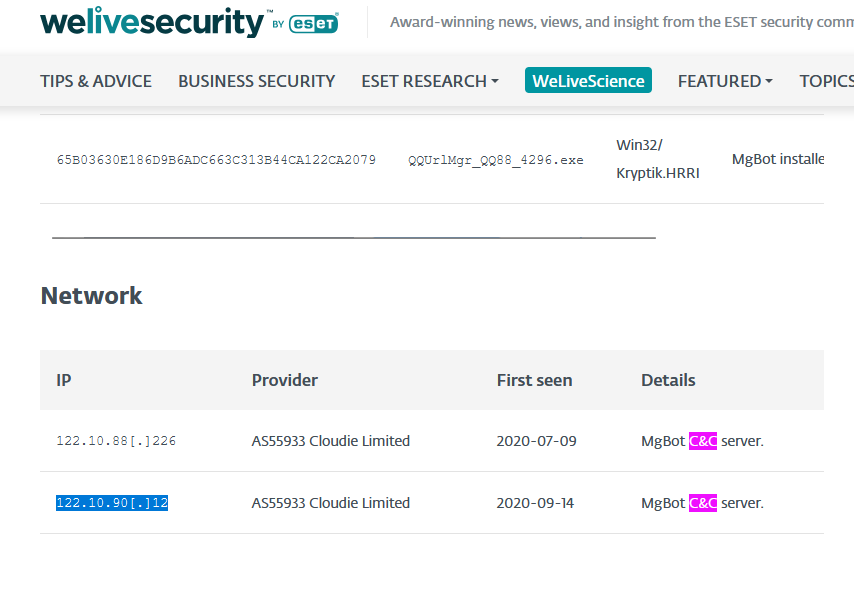 welivesecurity™ BY eset®
Award-winning news, views, and insight from the ESET security comm
TIPS & ADVICE BUSINESS SECURITY ESET RESEARCH WeLiveScience FEATURED TOPICS
65B03630E186D9B6ADC663C313B44CA122CA2079 QQUrlMgr_QQ88_4296.exe Win32/
Kryptik.HRRI MgBot installe
Network
IP Provider First seen Details
122.10.88[.]226 AS55933 Cloudie Limited 2020-07-09 MgBot C&C server.
122.10.90[.]12 AS55933 Cloudie Limited 2020-09-14 MgBot C&C server.